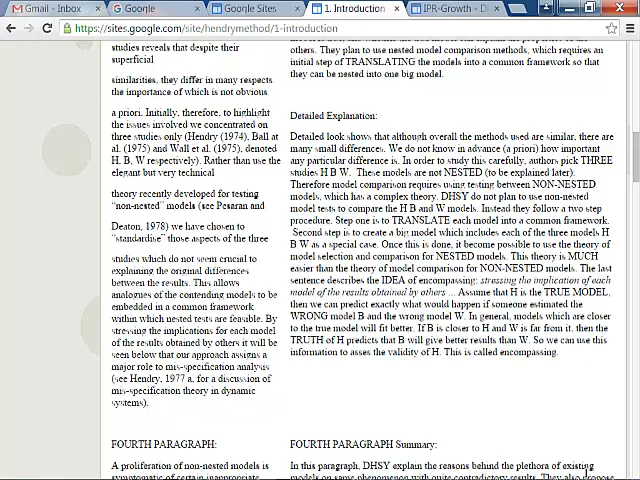 Gmail - Inbox
Google
Google Sites
1. Introduction
IPR-Growth - D
https://sites.google.com/site/hendrymethod/1-introduction
studies reveals that despite their
superficial
similarities, they differ in many respects
the importance of which is not obvious
a priori. Initially, therefore, to highlight
the issues involved we concentrated on
three studies only (Hendry (1974), Ball at
al. (1975) and Wall et al. (1975), denoted
H. B, W respectively). Rather than use the
elegant but very technical
theory recently developed for testing
“non-nested” models (see Pesaran and
Deaton, 1978) we have chosen to
“standardise” those aspects of the three
studies which do not seem crucial to
explaining the original differences
between the results. This allows
analogues of the contending models to be
embedded in a common framework
within which nested tests are feasible. By
stressing the implications for each model
of the results obtained by others it will be
seen below that our approach assigns a
major role to mis-specification analysis
(see Hendry, 1977 a, for a discussion of
mis-specification theory in dynamic
systems).
FOURTH PARAGRAPH:
A proliferation of non-nested models is
symptomatic of certain inappropriate
others. They plan to use nested model comparison methods, which requires an
initial step of TRANSLATING the models into a common framework so that
they can be nested into one big model.
Detailed Explanation:
Detailed look shows that although overall the methods used are similar, there are
many small differences. We do not know in advance (a priori) how important
any particular difference is. In order to study this carefully, authors pick THREE
studies H B W. These models are not NESTED (to be explained later).
Therefore model comparison requires using testing between NON-NESTED
models, which has a complex theory. DHSY do not plan to use non-nested
model tests to compare the H B and W models. Instead they follow a two step
procedure. Step one is to TRANSLATE each model into a common framework.
Second step is to create a big model which includes each of the three models H
B W as a special case. Once this is done, it become possible to use the theory of
model selection and comparison for NESTED models. This theory is MUCH
easier than the theory of model comparison for NON-NESTED models. The last
sentence describes the IDEA of encompassing: stressing the implication of each
model of the results obtained by others ... Assume that H is the TRUE MODEL,
then we can predict exactly what would happen if someone estimated the
WRONG model B and the wrong model W. In general, models which are closer
to the true model will fit better. If B is closer to H and W is far from it, then the
TRUTH of H predicts that B will give better results than W. So we can use this
information to asses the validity of H. This is called encompassing.
FOURTH PARAGRAPH Summary:
In this paragraph, DHSY explain the reasons behind the plethora of existing
models on same phenomenon with quite contradictory results. They also propose